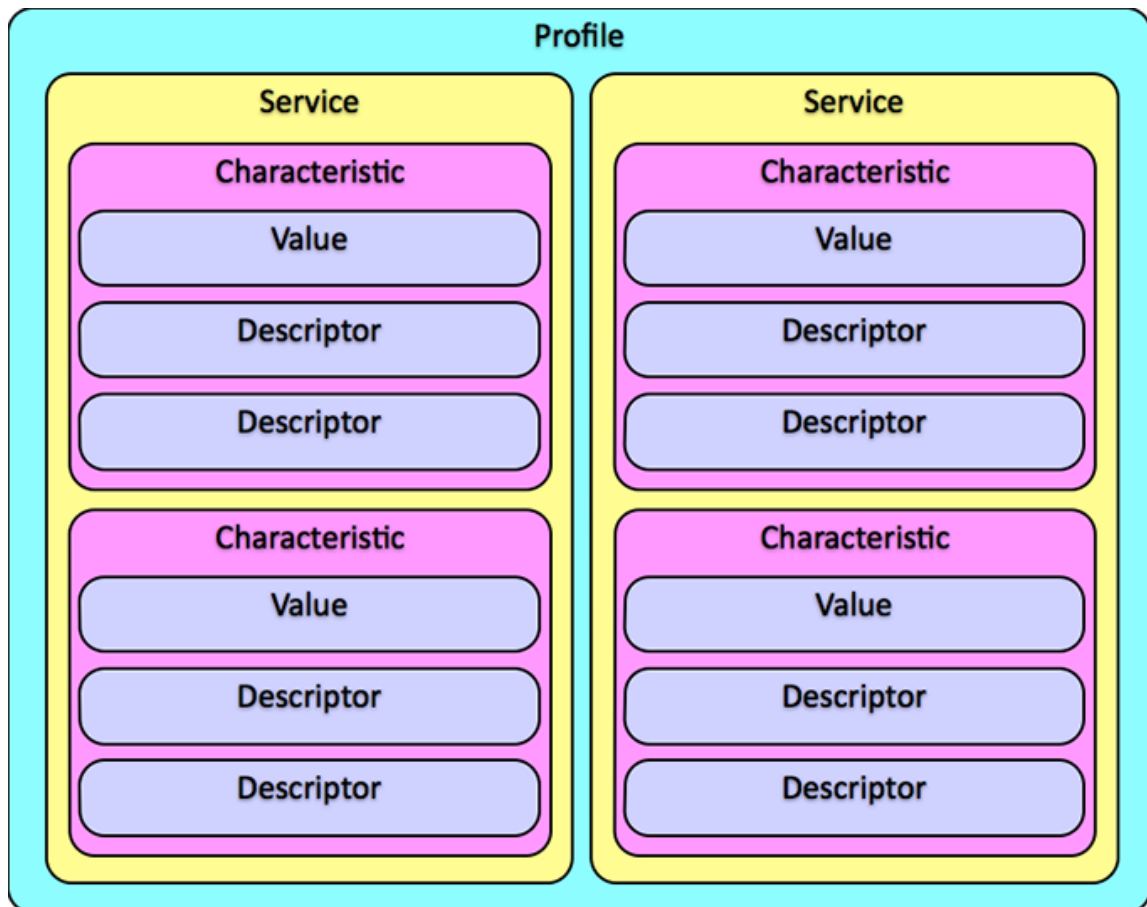 Profile
Service
Characteristic
Value
Descriptor
Descriptor
Characteristic
Value
Descriptor
Descriptor
Service
Characteristic
Value
Descriptor
Descriptor
Characteristic
Value
Descriptor
Descriptor